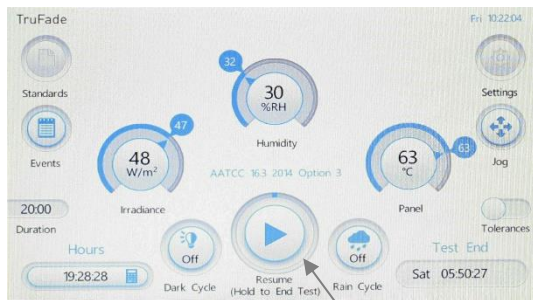 TruFade
Fri 10:22:04
Standards
32
30
%RH
Humidity
Settings
Events
47
48
W/m²
Irradiance
AATCC 16.3 2014 Option 3
63
63
°C
Panel
Jog
20:00
Duration
Tolerances
Hours
19:28:28
Off
Dark Cycle
Resume
(Hold to End Test)
Off
Rain Cycle
Test End
Sat 05:50:27